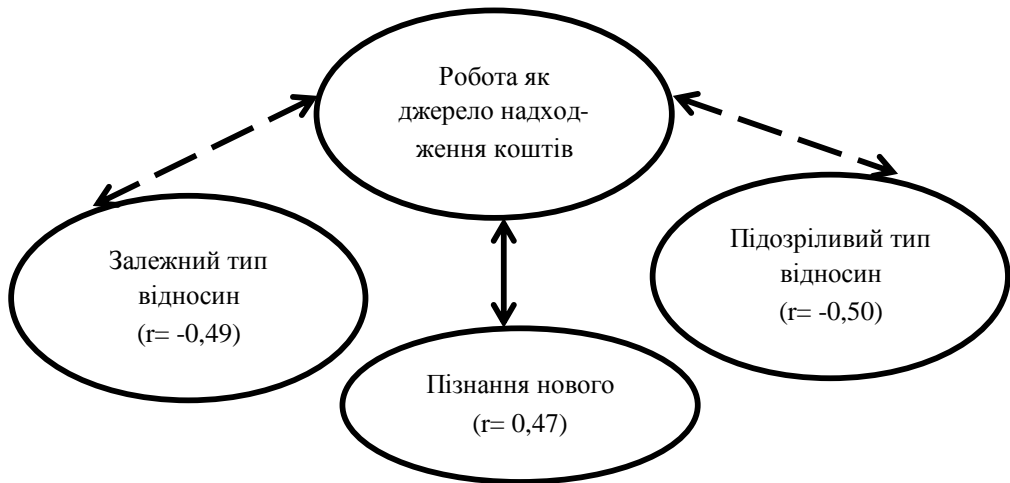 Робота як
джерело надход-
ження коштів
Залежний тип
відносин
(r= -0,49)
Підозріливий тип
відносин
(r= -0,50)
Пізнання нового
(r= 0,47)